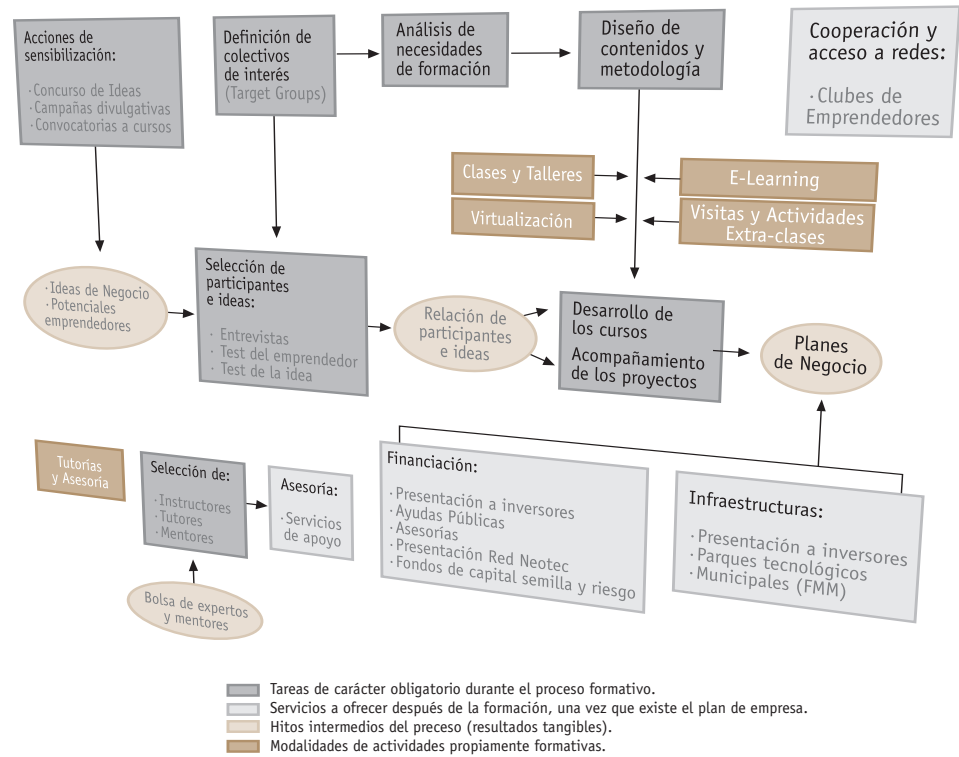 Acciones de
sensibilización:
· Concurso de Ideas
· Campañas divulgativas
· Convocatorias a cursos
Definición de
colectivos
de interés
(Target Groups)
Análisis de
necesidades
de formación
Diseño de
contenidos y
metodología
Cooperación y
acceso a redes:
· Clubes de
Emprendedores
Clases y Talleres
E-Learning
Virtualización
Visitas y Actividades
Extra-clases
· Ideas de Negocio
· Potenciales
emprendedores
Selección de
participantes
e ideas:
· Entrevistas
· Test del emprendedor
· Test de la idea
Relación de
participantes
e ideas
Desarrollo de
los cursos
Acompañamiento
de los proyectos
Planes
de Negocio
Tutorías
y Asesoría
Selección de:
· Instructores
· Tutores
· Mentores
Asesoría:
· Servicios
de apoyo
Bolsa de expertos
y mentores
Financiación:
· Presentación a inversores
· Ayudas Públicas
· Asesorías
· Presentación Red Neotec
· Fondos de capital semilla y riesgo
Infraestructuras:
· Presentación a inversores
· Parques tecnológicos
· Municipales (FMM)
Tareas de carácter obligatorio durante el proceso formativo.
Servicios a ofrecer después de la formación, una vez que existe el plan de empresa.
Hitos intermedios del preceso (resultados tangibles).
Modalidades de actividades propiamente formativas.